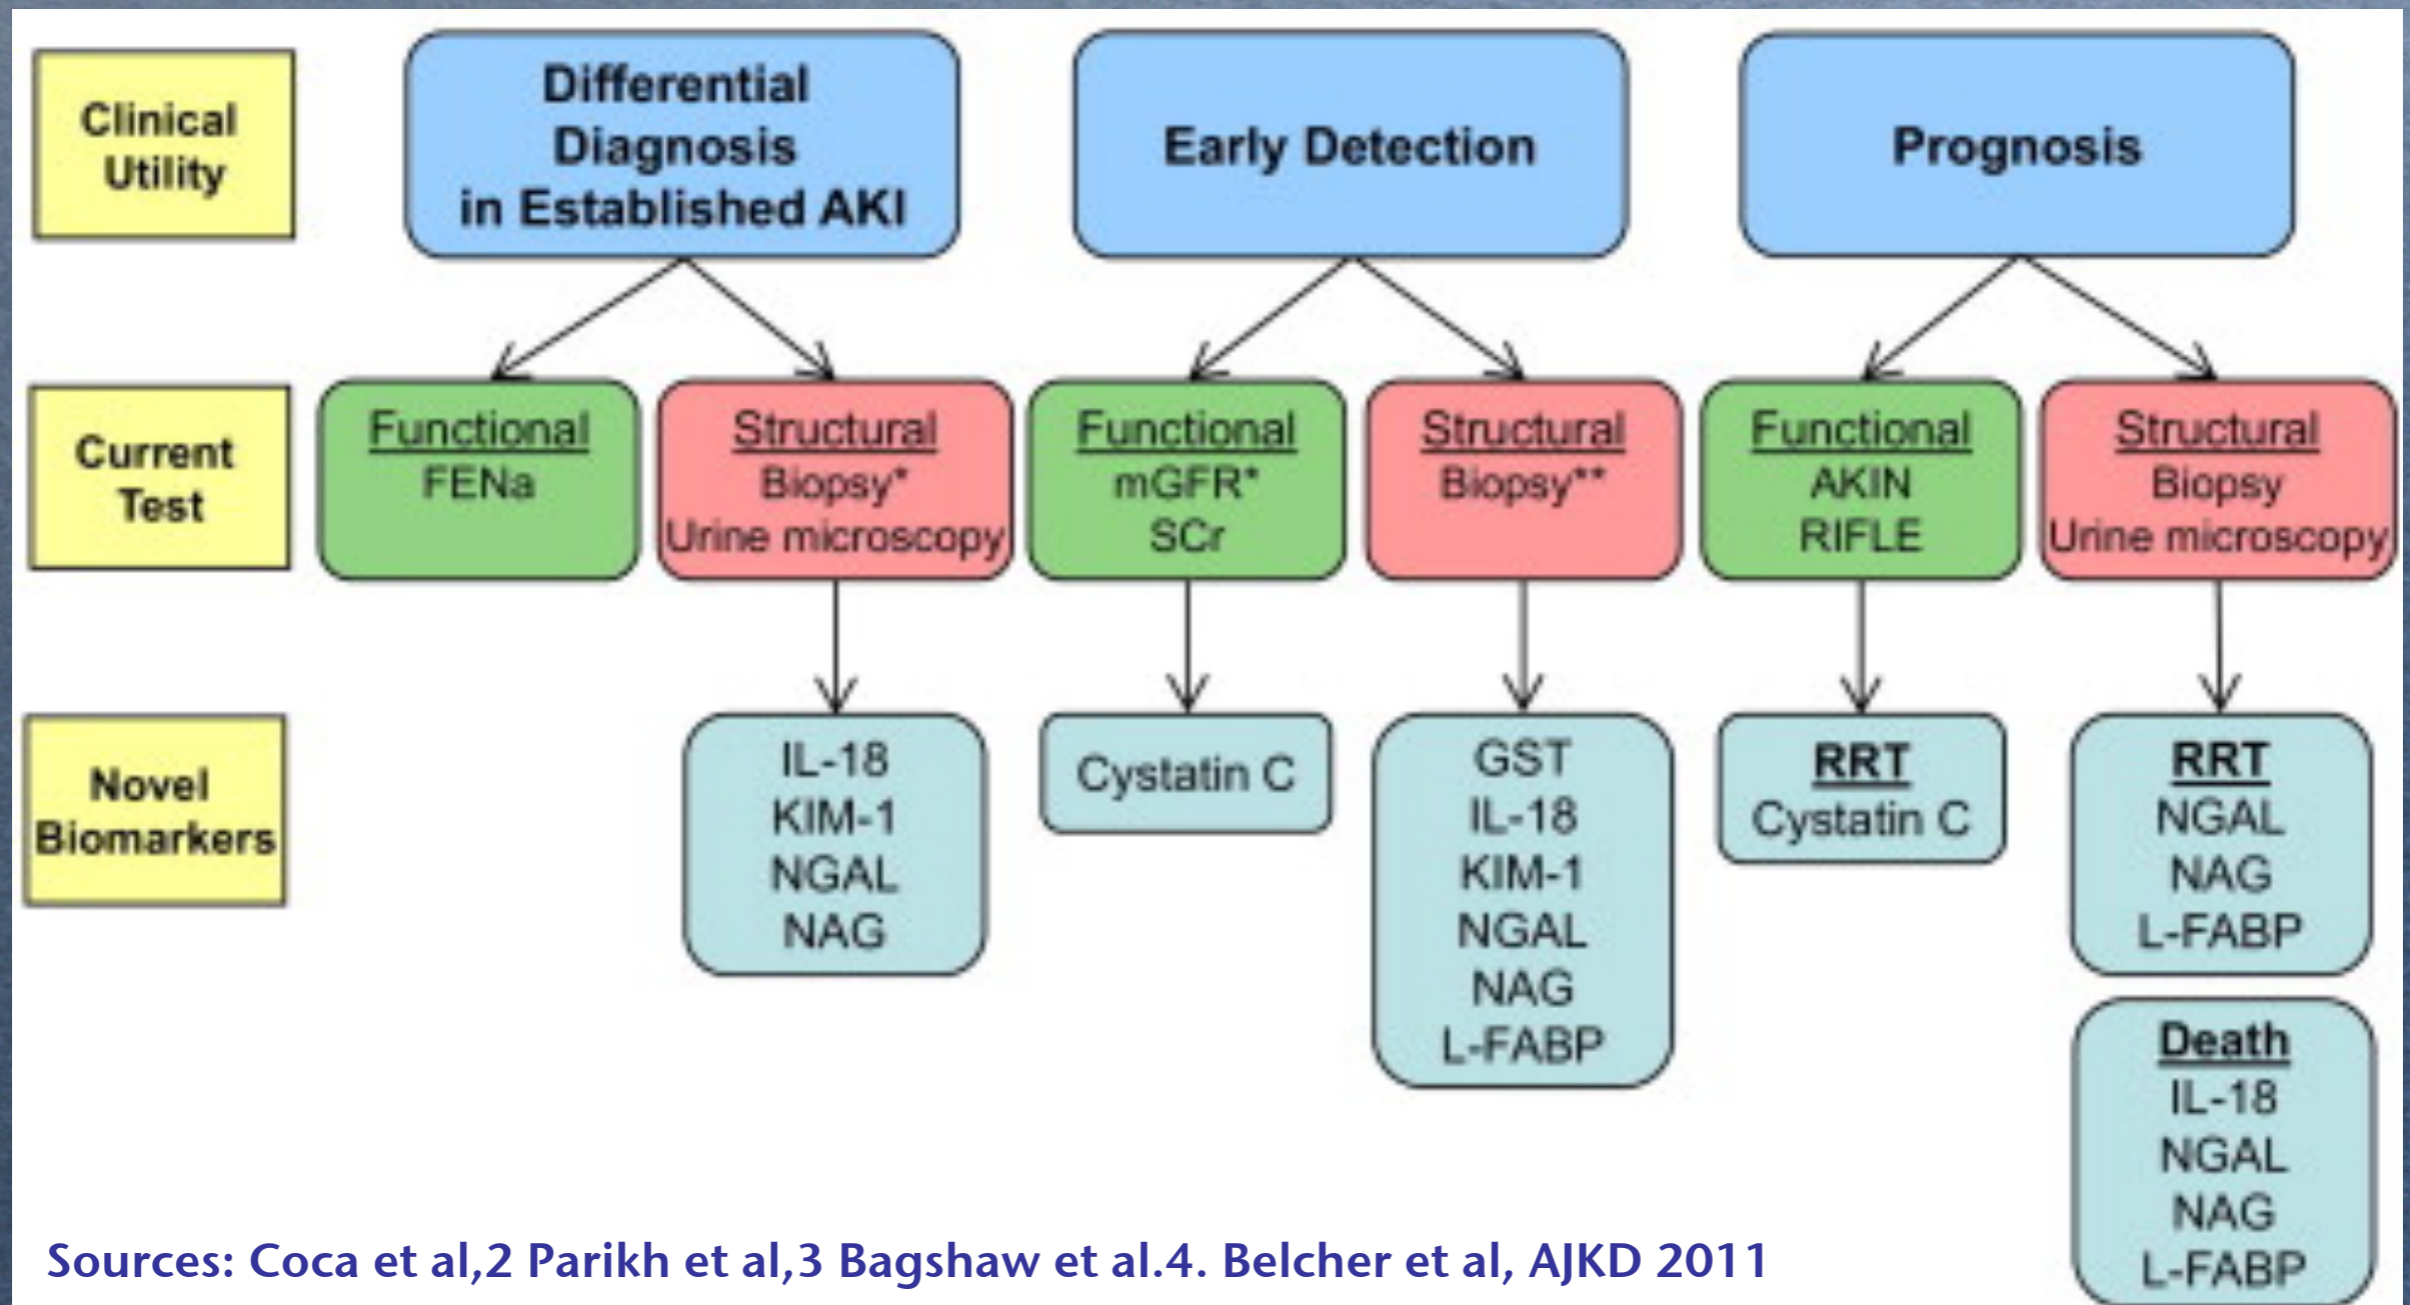 Clinical
Utility
Differential
Diagnosis
in Established AKI
Early Detection
Prognosis
Current
Test
Functional
FENa
Structural
Biopsy*
Urine microscopy
Functional
mGFR*
SCr
Structural
Biopsy**
Functional
AKIN
RIFLE
Structural
Biopsy
Urine microscopy
Novel
Biomarkers
IL-18
KIM-1
NGAL
NAG
Cystatin C
GST
IL-18
KIM-1
NGAL
NAG
L-FABP
RRT
Cystatin C
RRT
NGAL
NAG
L-FABP
Death
IL-18
NGAL
NAG
L-FABP
Sources: Coca et al,2 Parikh et al,3 Bagshaw et al.4. Belcher et al, AJKD 2011